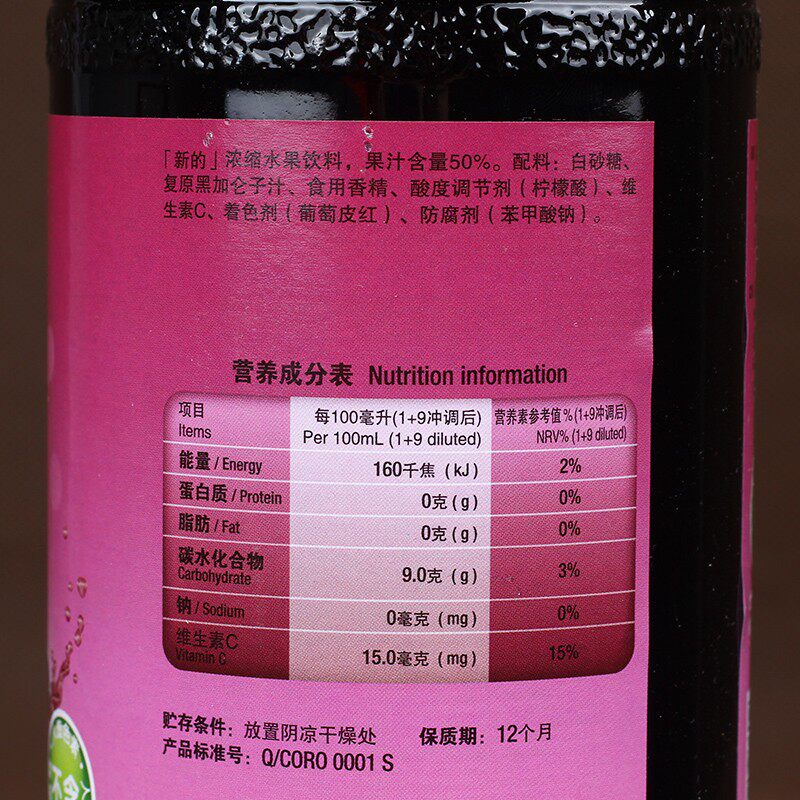 「新的」浓缩水果饮料，果汁含量50%。配料：白砂糖、
复原黑加仑子汁、食用香精、酸度调节剂（柠檬酸）、维
生素C、着色剂（葡萄皮红）、防腐剂（苯甲酸钠）。
营养成分表 Nutrition information
项目 每100毫升(1+9冲调后) 营养素参考值%(1+9冲调后)
Items Per 100mL (1+9 diluted) NRV% (1+9 diluted)
能量 / Energy 160千焦 (kJ) 2%
蛋白质 / Protein 0克 (g) 0%
脂肪 / Fat 0克 (g) 0%
碳水化合物
Carbohydrate 9.0克 (g) 3%
钠 / Sodium 0毫克 (mg) 0%
维生素C
Vitamin C 15.0毫克 (mg) 15%
贮存条件：放置阴凉干燥处 保质期：12个月
产品标准号：Q/CORO 0001 S
不含